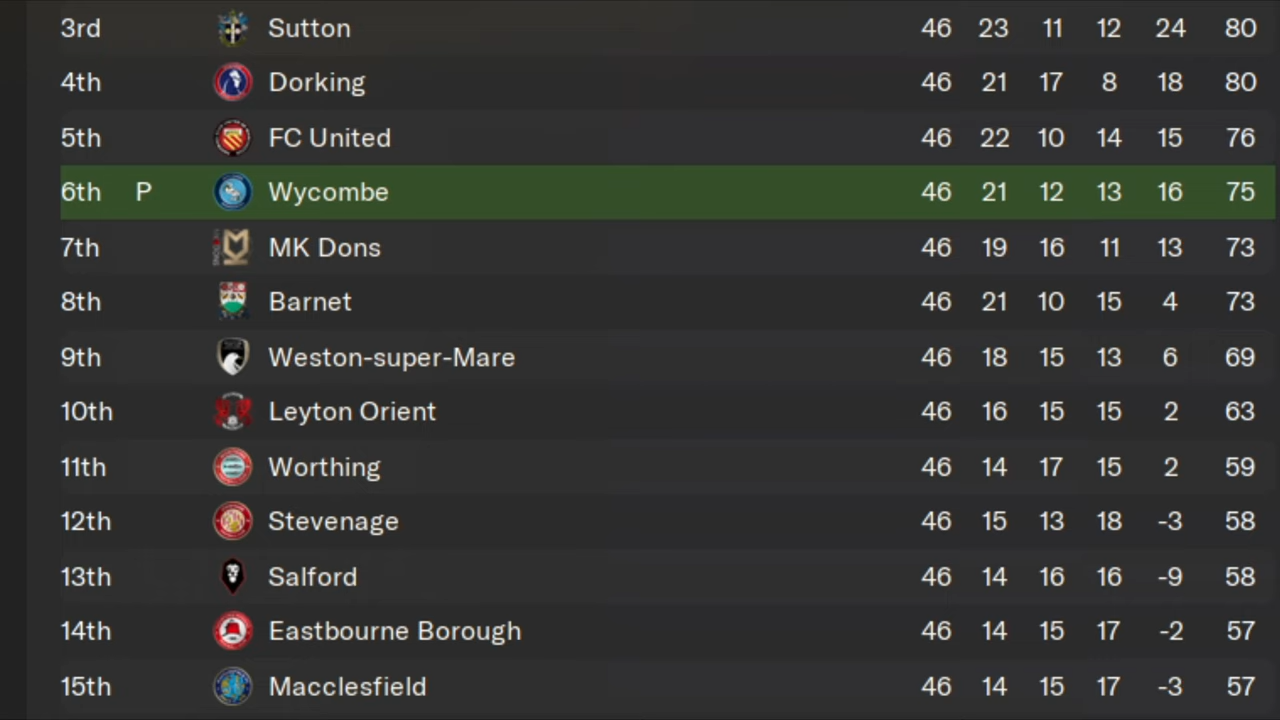 3rd Sutton 46 23 11 12 24 80
4th Dorking 46 21 17 8 18 80
5th FC United 46 22 10 14 15 76
6th P Wycombe 46 21 12 13 16 75
7th MK Dons 46 19 16 11 13 73
8th Barnet 46 21 10 15 4 73
9th Weston-super-Mare 46 18 15 13 6 69
10th Leyton Orient 46 16 15 15 2 63
11th Worthing 46 14 17 15 2 59
12th Stevenage 46 15 13 18 -3 58
13th Salford 46 14 16 16 -9 58
14th Eastbourne Borough 46 14 15 17 -2 57
15th Macclesfield 46 14 15 17 -3 57